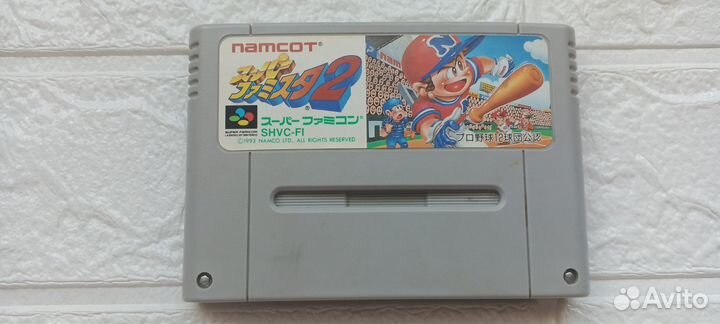 namcot®
スーパー
ファミスタ2
®
SUPER FAMICOM
スーパー ファミコン®
SHVC-FI
©1993 NAMCO LTD., ALL RIGHTS RESERVED
N
プロ野球12球団公認
Avito